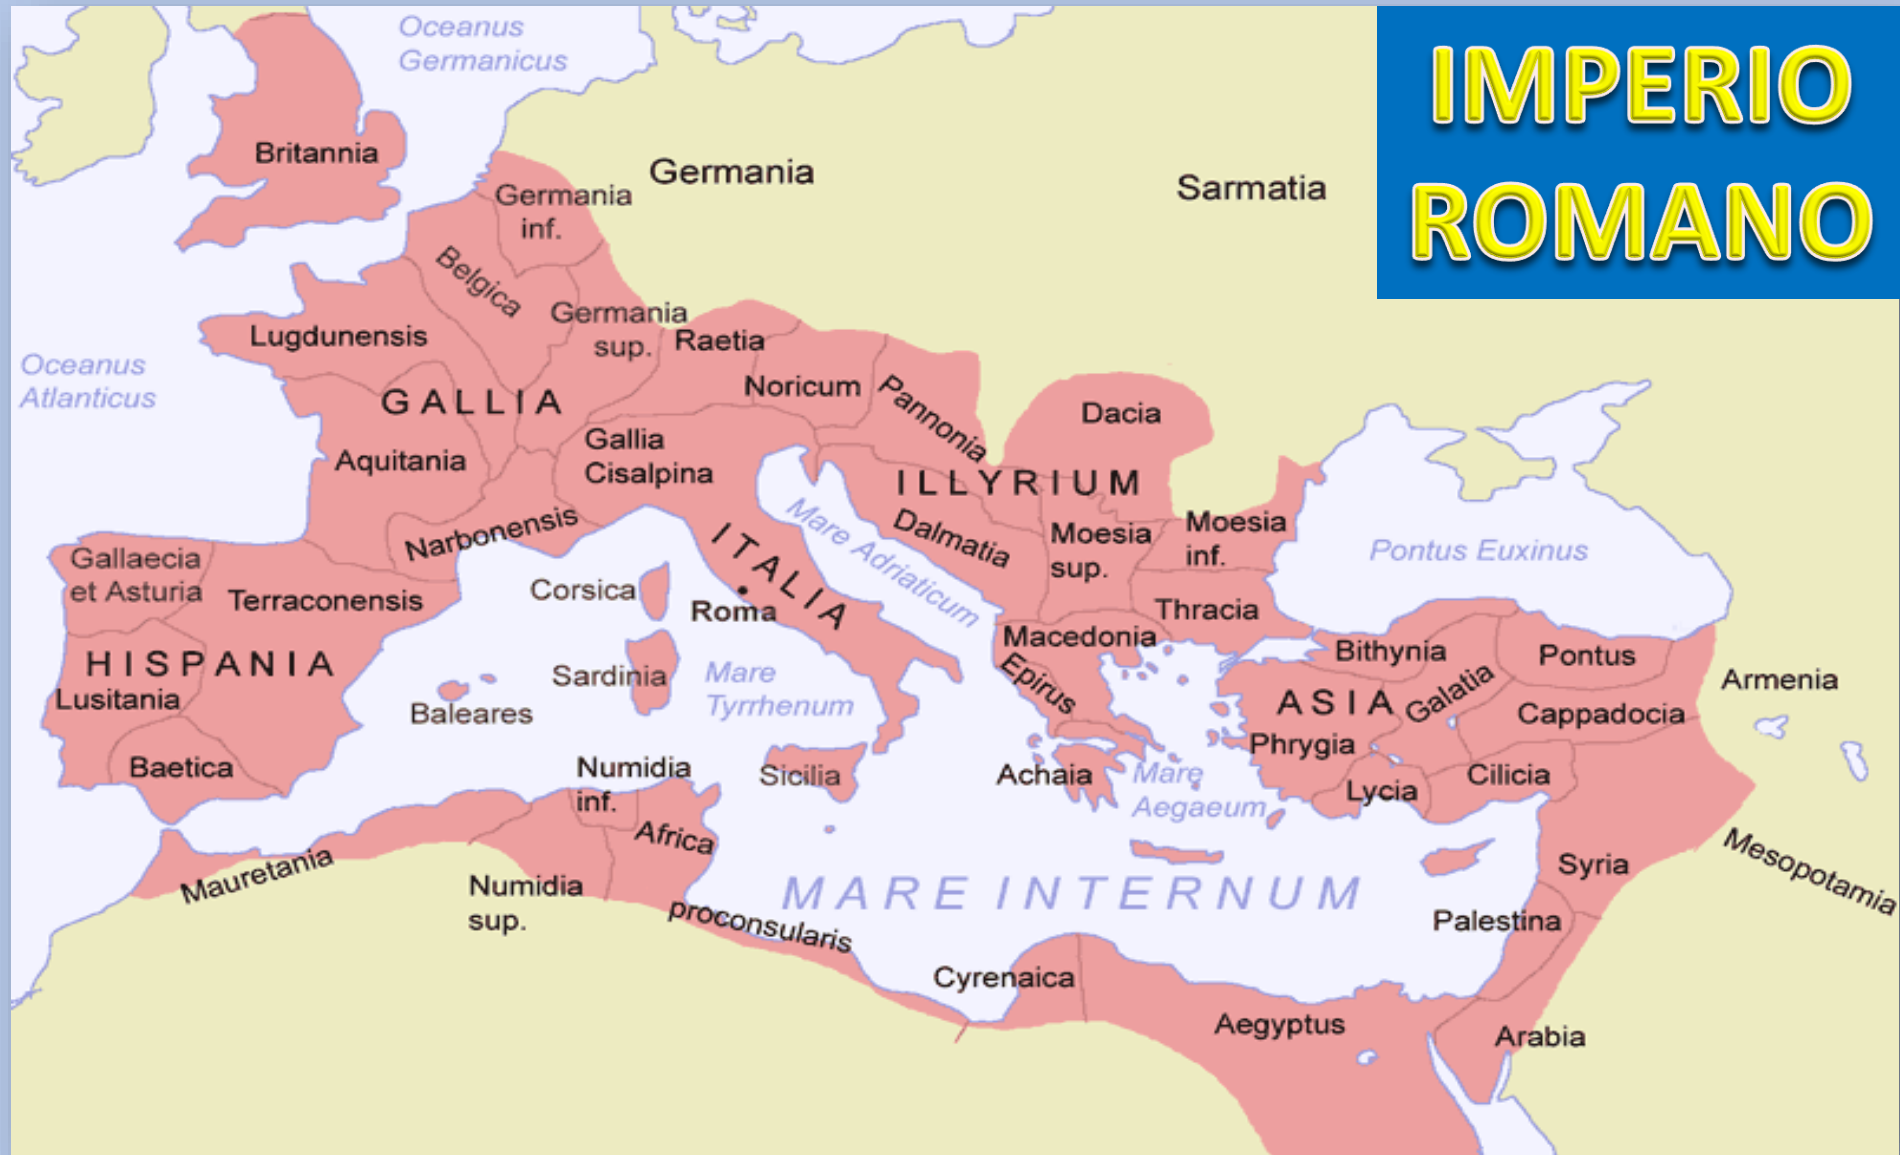 IMPERIO
ROMANO
Oceanus
Germanicus
Britannia
Germania
Sarmatia
Germania
inf.
Belgica
Germania
sup.
Lugdunensis
Raetia
Oceanus
Atlanticus
Noricum
Pannonia
GALLIA
Dacia
Gallia
Cisalpina
Aquitania
ILLYRIUM
Narbonensis
ITALIA
Mare Adriaticum
Dalmatia
Moesia
sup.
Moesia
inf.
Pontus Euxinus
Gallaecia
et Asturia
Terraconensis
Corsica
Roma
Thracia
Macedonia
Epirus
Bithynia
Pontus
HISPANIA
Lusitania
Sardinia
Mare
Tyrrhenum
Baleares
ASIA
Galatia
Cappadocia
Armenia
Phrygia
Baetica
Numidia
inf.
Sicilia
Achaia
Mare
Aegaeum
Lycia
Cilicia
Africa
proconsularis
Mauretania
Numidia
sup.
MARE INTERNUM
Syria
Mesopotamia
Palestina
Cyrenaica
Aegyptus
Arabia